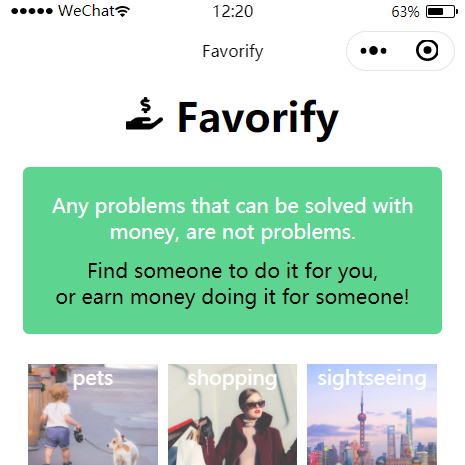 WeChat 12:20 63%
Favorify
Favorify
Any problems that can be solved with
money, are not problems.
Find someone to do it for you,
or earn money doing it for someone!
pets shopping sightseeing